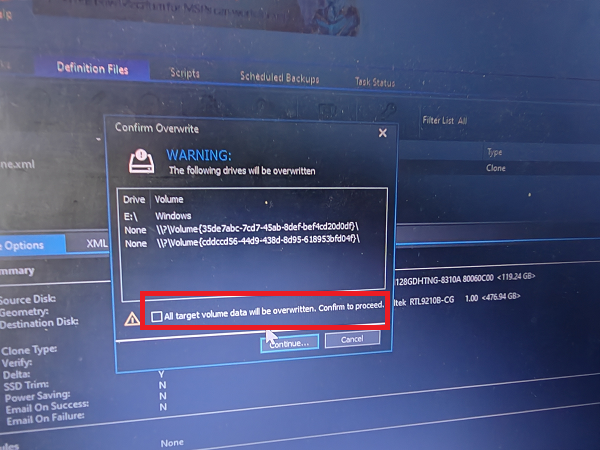 Definition Files
Scripts
Scheduled Backups
Task Status
Filter List All
Type
Clone
ne.xml
Confirm Overwrite
WARNING:
The following drives will be overwritten
Drive Volume
E:\ Windows
None \\?\Volume{35de7abc-7cd7-45ab-8def-bef4cd20d0df}\
None \\?\Volume{cddccd56-44d9-438d-8d95-618953bfd04f}\
All target volume data will be overwritten. Confirm to proceed.
Continue...
Cancel
e Options
XML
mmary
Source Disk:
128GDHTNG-8310A 80060C00 <119.24 GB>
Geometry:
Destination Disk:
ltek RTL9210B-CG 1.00 <476.94 GB>
Clone Type:
Verify:
Delta: Y
SSD Trim: N
Power Saving: N
Email On Success: N
Email On Failure: N
None